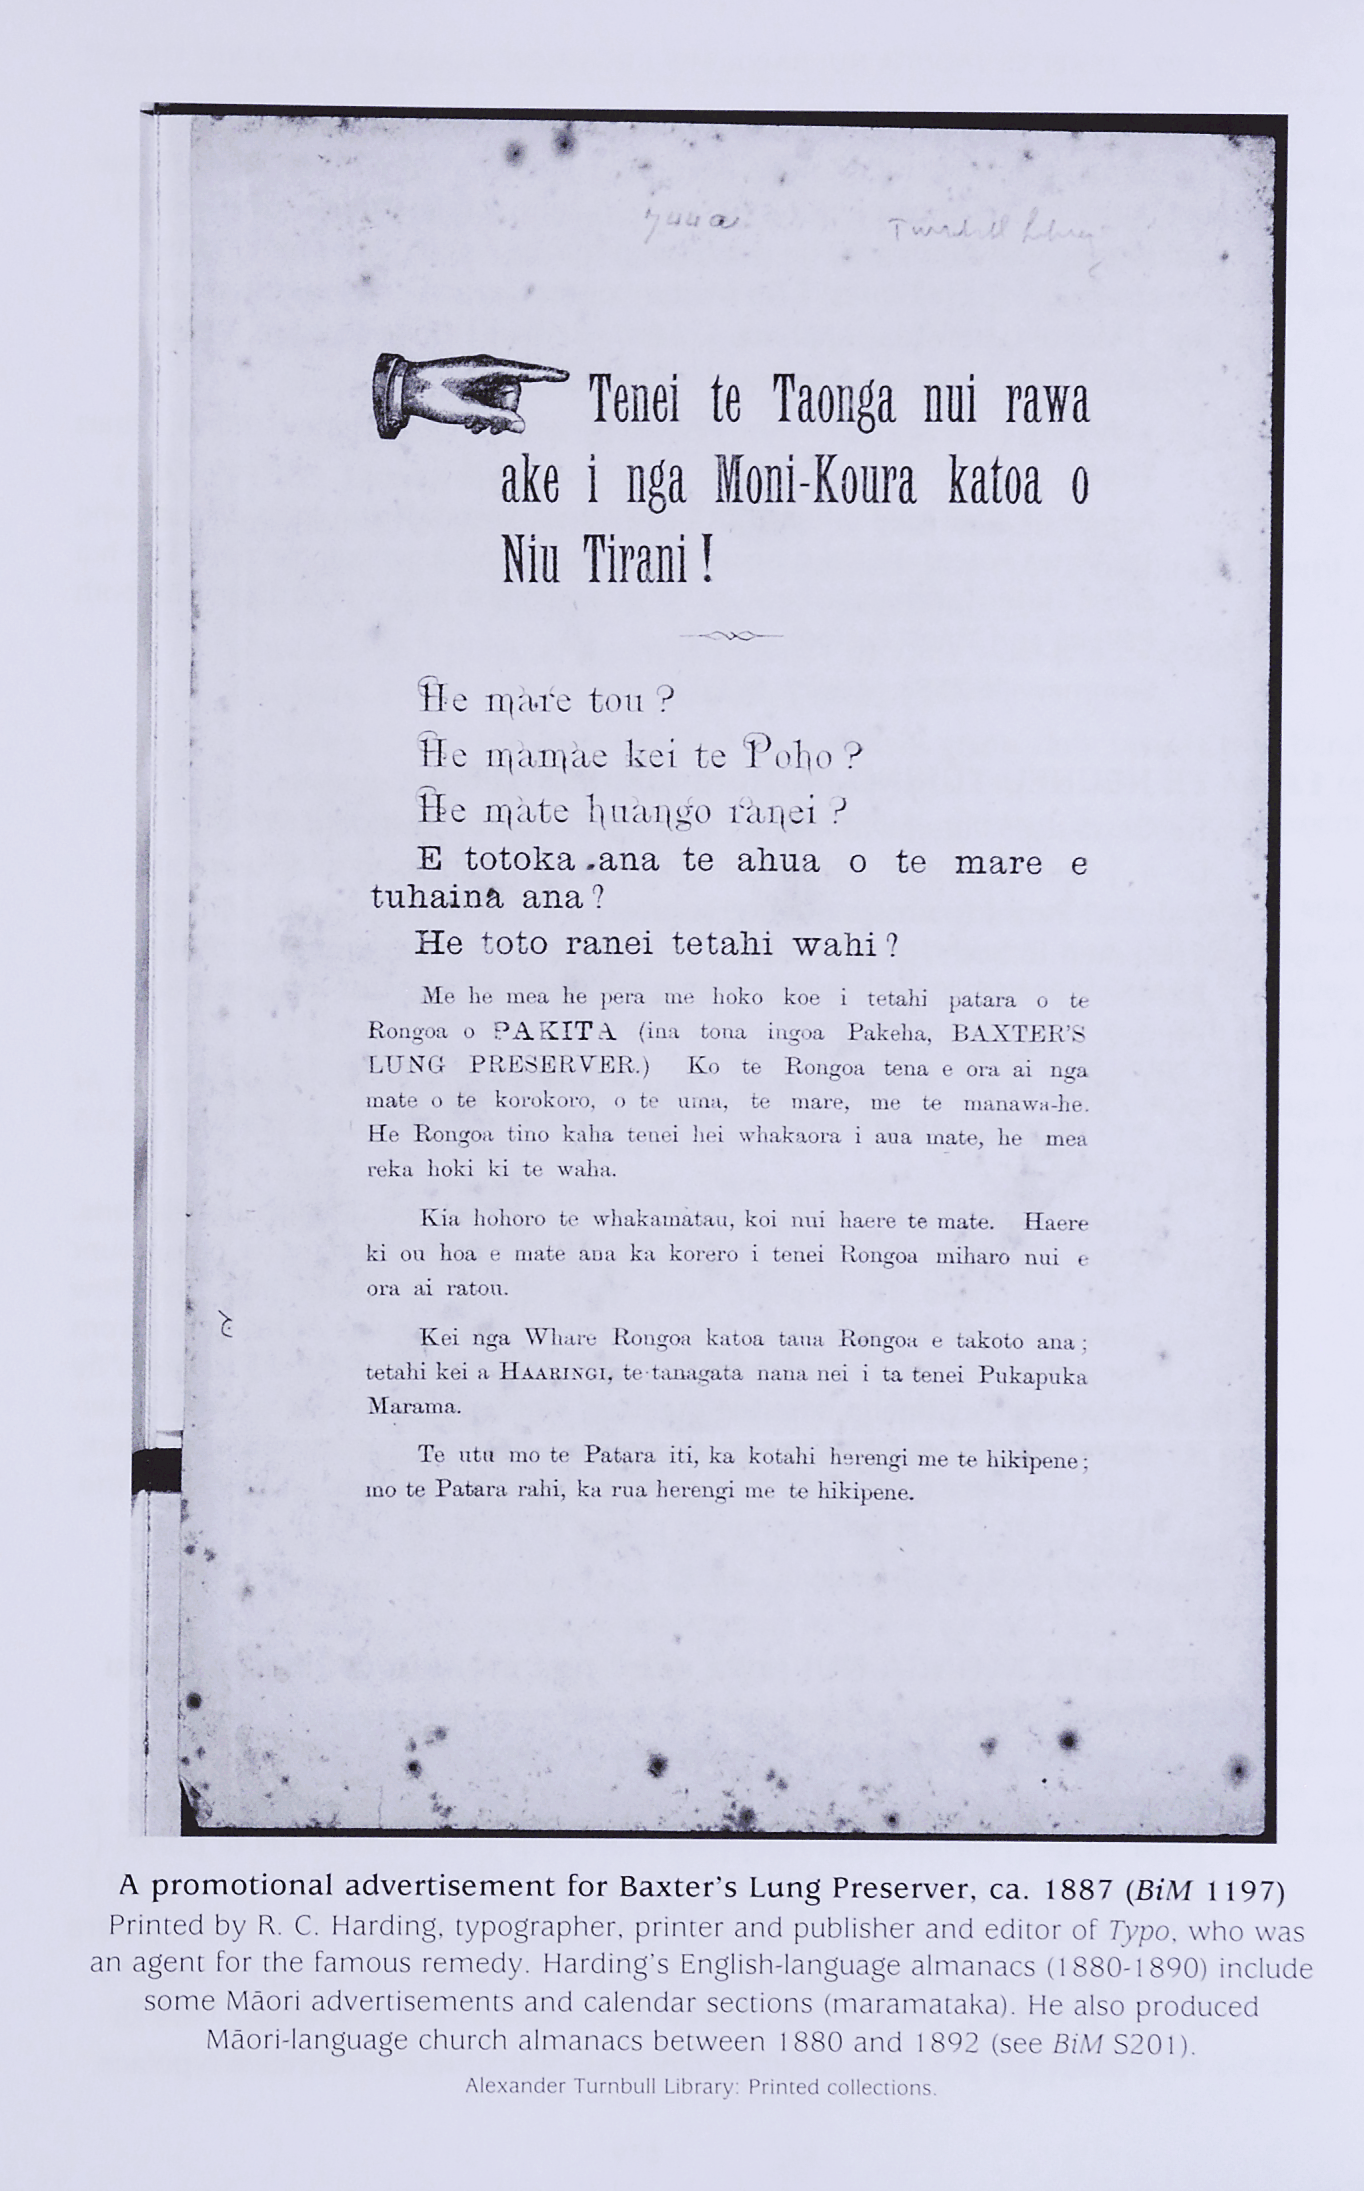 Turnbull Library
Tenei te Taonga nui rawa
ake i nga Moni-Koura katoa o
Niu Tirani !
He mare tou ?
He mamae kei te Poho ?
He mate huango ranei ?
E totoka ana te ahua o te mare e
tuhaina ana ?
He toto ranei tetahi wahi ?
Me he mea he pera me hoko koe i tetahi patara o te
Rongoa o PAKITA (ina tona ingoa Pakeha, BAXTER'S
LUNG PRESERVER.) Ko te Rongoa tena e ora ai nga
mate o te korokoro, o te uma, te mare, me te manawa-he.
He Rongoa tino kaha tenei hei whakaora i aua mate, he mea
reka hoki ki te waha.
Kia hohoro te whakamatau, koi nui haere te mate. Haere
ki ou hoa e mate ana ka korero i tenei Rongoa miharo nui e
ora ai ratou.
Kei nga Whare Rongoa katoa taua Rongoa e takoto ana ;
tetahi kei a HAARINGI, te tanagata nana nei i ta tenei Pukapuka
Marama.
Te utu mo te Patara iti, ka kotahi herengi me te hikipene ;
mo te Patara rahi, ka rua herengi me te hikipene.
A promotional advertisement for Baxter's Lung Preserver, ca. 1887 (BiM 1197)
Printed by R. C. Harding, typographer, printer and publisher and editor of Typo, who was
an agent for the famous remedy. Harding's English-language almanacs (1880-1890) include
some Māori advertisements and calendar sections (maramataka). He also produced
Māori-language church almanacs between 1880 and 1892 (see BiM S201).
Alexander Turnbull Library: Printed collections.